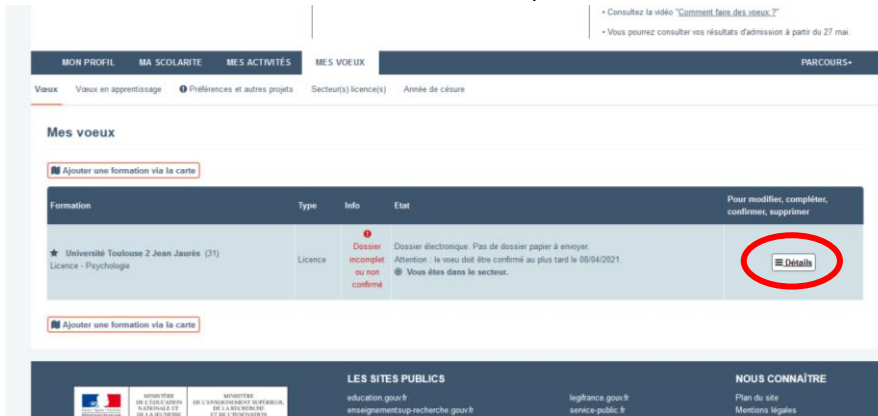 • Consultez la vidéo "Comment faire des voeux ?"
• Vous pourrez consulter vos résultats d'admission à partir du 27 mai.
MON PROFIL MA SCOLARITE MES ACTIVITÉS MES VOEUX PARCOURS+
Vœux Vœux en apprentissage Préférences et autres projets Secteur(s) licence(s) Année de césure
Mes voeux
Ajouter une formation via la carte
Formation Type Info Etat Pour modifier, compléter,
confirmer, supprimer
Université Toulouse 2 Jean Jaurès (31)
Licence - Psychologie
Licence
Dossier
incomplet
ou non
confirmé
Dossier électronique. Pas de dossier papier à envoyer.
Attention : le voeu doit être confirmé au plus tard le 08/04/2021.
Vous êtes dans le secteur.
Détails
Ajouter une formation via la carte
MINISTÈRE
DE L'ÉDUCATION
NATIONALE ET
DE LA JEUNESSE
MINISTÈRE
DE L'ENSEIGNEMENT SUPÉRIEUR,
DE LA RECHERCHE
ET DE L'INNOVATION
LES SITES PUBLICS
education.gouv.fr
enseignementsup-recherche.gouv.fr
legifrance.gouv.fr
service-public.fr
NOUS CONNAÎTRE
Plan du site
Mentions légales